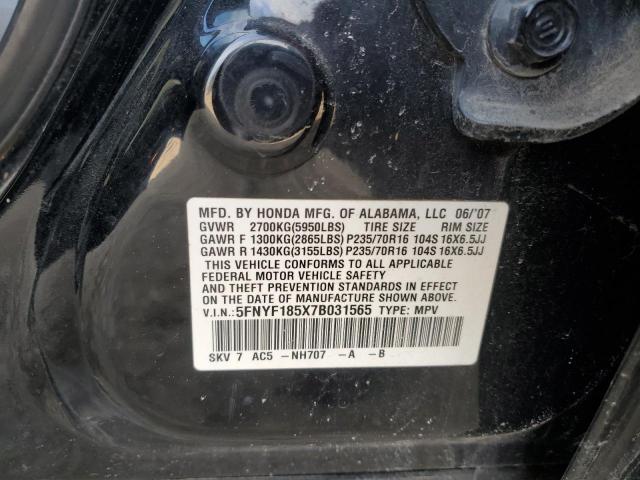 MFD. BY HONDA MFG. OF ALABAMA, LLC 06/'07
GVWR 2700KG(5950LBS) TIRE SIZE RIM SIZE
GAWR F 1300KG(2865LBS) P235/70R16 104S 16X6.5JJ
GAWR R 1430KG(3155LBS) P235/70R16 104S 16X6.5JJ
THIS VEHICLE CONFORMS TO ALL APPLICABLE
FEDERAL MOTOR VEHICLE SAFETY
AND THEFT PREVENTION STANDARDS IN EFFECT
ON THE DATE OF MANUFACTURE SHOWN ABOVE.
V.I.N.:5FNYF185X7B031565 TYPE: MPV
SKV 7 AC5 -NH707 -A -B